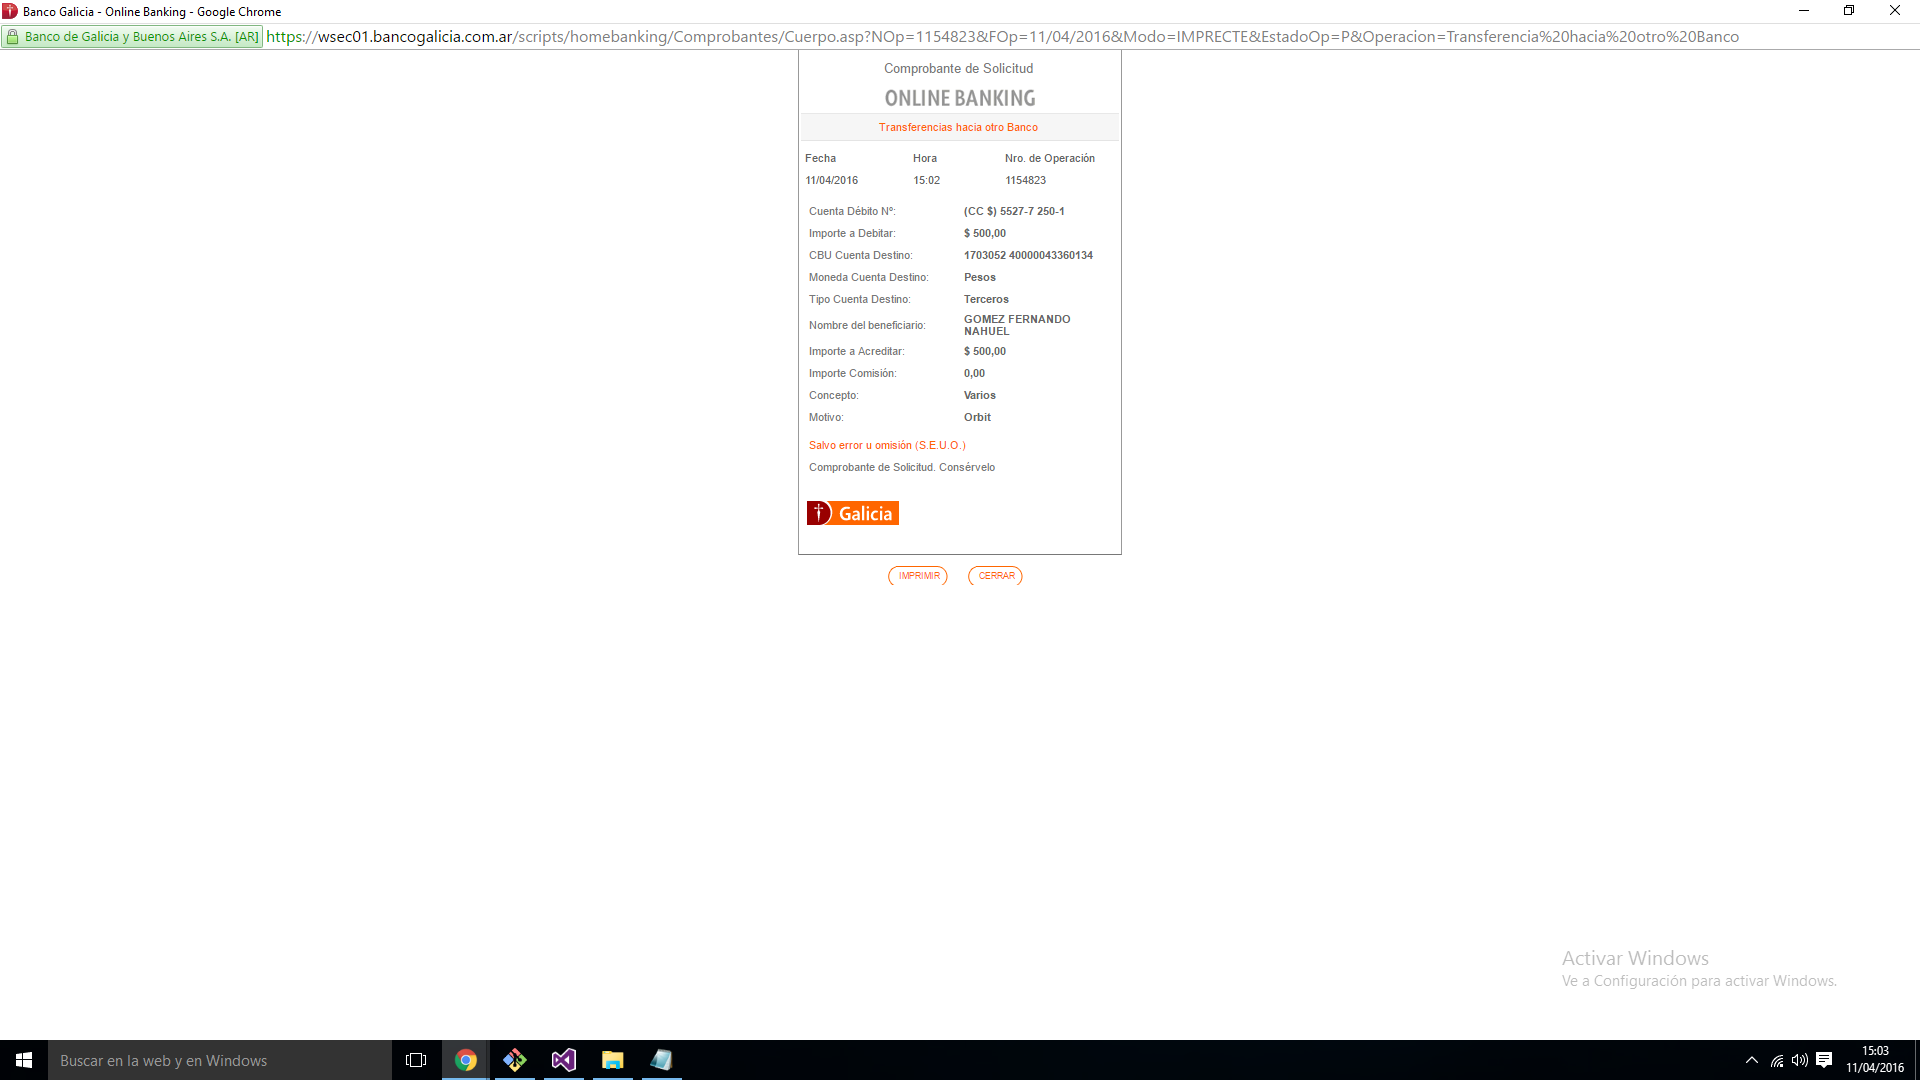 Banco Galicia - Online Banking - Google Chrome
Banco de Galicia y Buenos Aires S.A. [AR] https://wsec01.bancogalicia.com.ar/scripts/homebanking/Comprobantes/Cuerpo.asp?NOp=1154823&FOp=11/04/2016&Modo=IMPRECTE&EstadoOp=P&Operacion=Transferencia%20hacia%20otro%20Banco
Comprobante de Solicitud
ONLINE BANKING
Transferencias hacia otro Banco
Fecha Hora Nro. de Operación
11/04/2016 15:02 1154823
Cuenta Débito Nº: (CC $) 5527-7 250-1
Importe a Debitar: $ 500,00
CBU Cuenta Destino: 1703052 40000043360134
Moneda Cuenta Destino: Pesos
Tipo Cuenta Destino: Terceros
Nombre del beneficiario: GOMEZ FERNANDO
NAHUEL
Importe a Acreditar: $ 500,00
Importe Comisión: 0,00
Concepto: Varios
Motivo: Orbit
Salvo error u omisión (S.E.U.O.)
Comprobante de Solicitud. Consérvelo
Galicia
IMPRIMIR CERRAR
Activar Windows
Ve a Configuración para activar Windows.
Buscar en la web y en Windows
15:03
11/04/2016